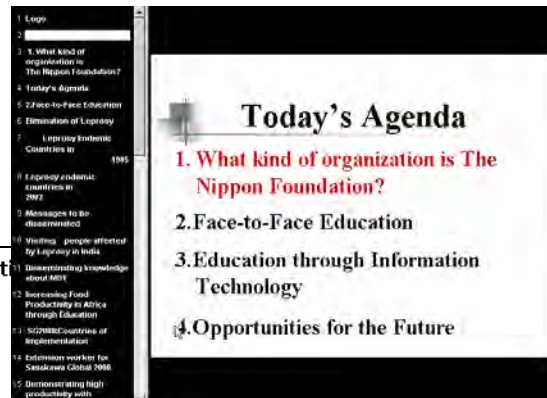 1 Logo
2
3 1. What kind of
organization is
The Nippon Foundation?
4 Today's Agenda
5 2.Face-to-Face Education
6 Elimination of Leprosy
7 Leprosy Endemic
Countries in
1985
8 Leprosy endemic
countries in
2002
9 Messages to be
disseminated
10 Visiting people affected
by Leprosy in India
11 Disseminating knowledge
about MDT
12 Increasing Food
Productivity in Africa
through Education
13 SG2000:Countries of
Implementation
14 Extension worker for
Sasakawa Global 2000
15 Demonstrating high
productivity with
Today's Agenda
1. What kind of organization is The
Nippon Foundation?
2.Face-to-Face Education
3.Education through Information
Technology
4.Opportunities for the Future